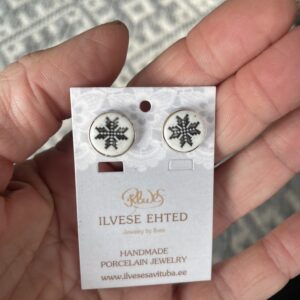 ILVESE EHTED
Jewelry by Ilves
HANDMADE
PORCELAIN JEWELRY
www.ilvesesavituba.ee